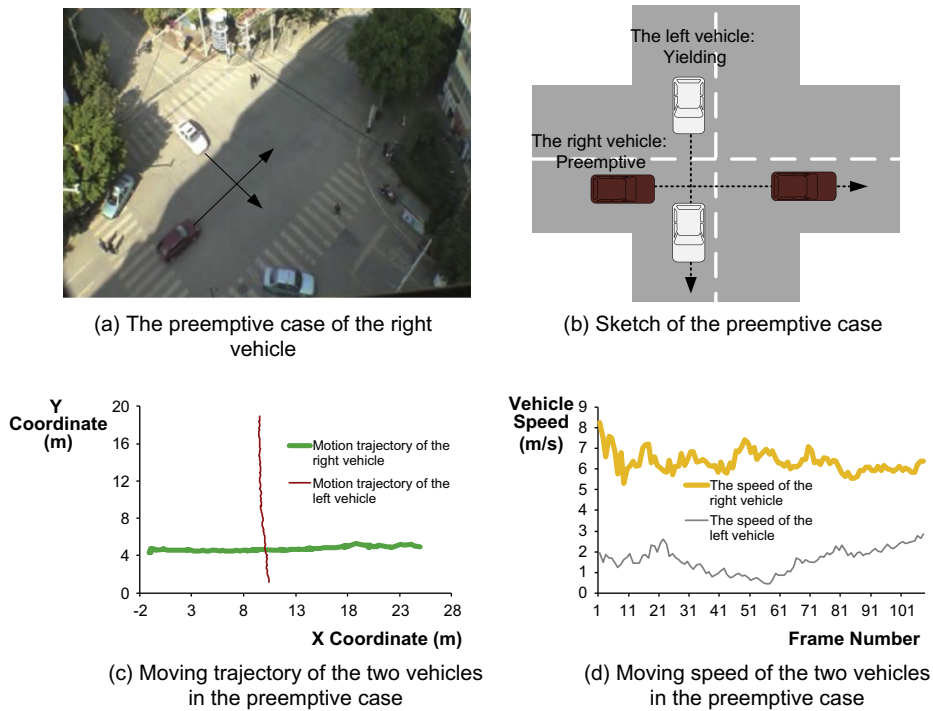 The left vehicle:
Yielding
The right vehicle:
Preemptive
(a) The preemptive case of the right
vehicle
(b) Sketch of the preemptive case
Y
Coordinate
(m)
20
16
12
8
4
0
-2
3
8
13
18
23
28
X Coordinate (m)
Motion trajectory of the
right vehicle
Motion trajectory of the
left vehicle
(c) Moving trajectory of the two vehicles
in the preemptive case
Vehicle
Speed
(m/s)
9
8
7
6
5
4
3
2
1
0
1
11
21
31
41
51
61
71
81
91
101
Frame Number
The speed of the
right vehicle
The speed of the
left vehicle
(d) Moving speed of the two vehicles
in the preemptive case